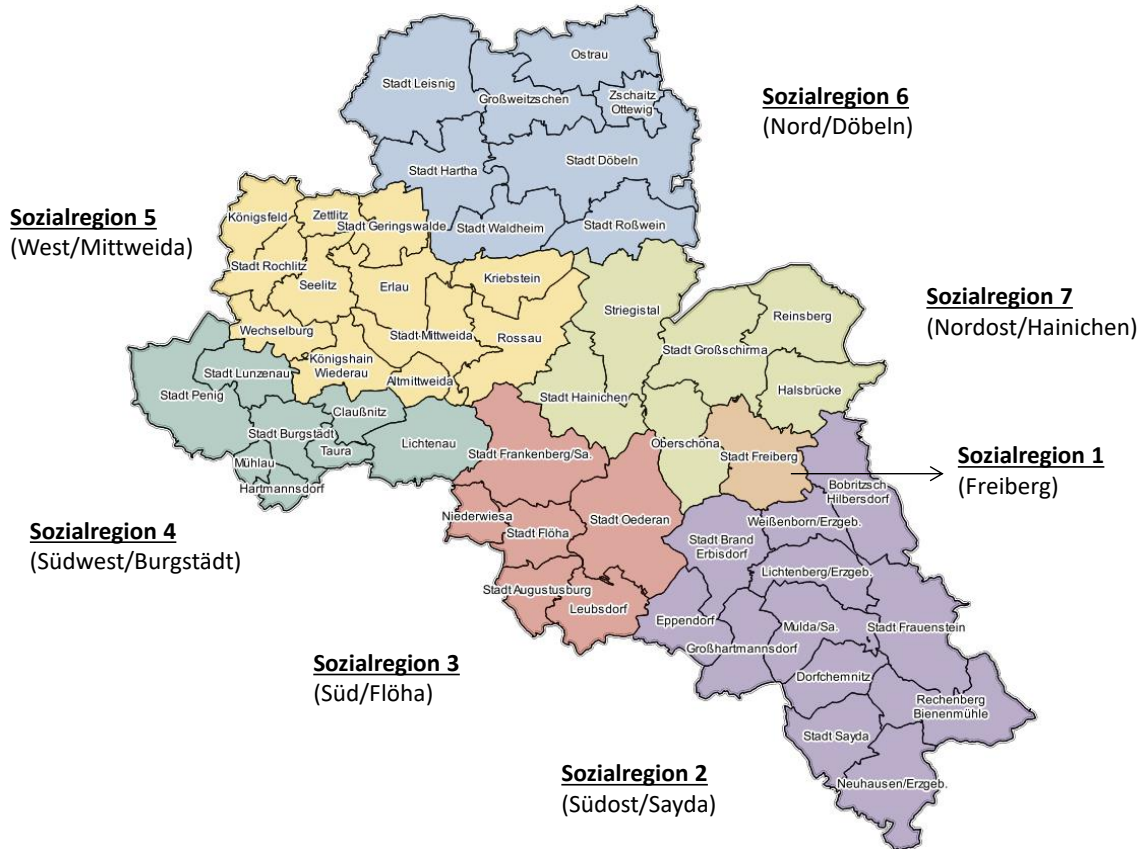 Ostrau
Stadt Leisnig
Großweitzschen
Zschaitz
Ottewig
Sozialregion 6
(Nord/Döbeln)
Stadt Döbeln
Stadt Hartha
Königsfeld
Zettlitz
Stadt Geringswalde
Stadt Waldheim
Stadt Roßwein
Sozialregion 5
(West/Mittweida)
Stadt Rochlitz
Seelitz
Erlau
Kriebstein
Striegistal
Reinsberg
Sozialregion 7
(Nordost/Hainichen)
Wechselburg
Stadt Mittweida
Rossau
Stadt Großschirma
Königshain
Wiederau
Altmittweida
Stadt Lunzenau
Stadt Penig
Stadt Hainichen
Halsbrücke
Claußnitz
Stadt Burgstädt
Taura
Lichtenau
Mühlau
Hartmannsdorf
Stadt Frankenberg/Sa.
Oberschöna
Stadt Freiberg
Sozialregion 1
(Freiberg)
Bobritzsch
Hilbersdorf
Sozialregion 4
(Südwest/Burgstädt)
Niederwiesa
Stadt Flöha
Stadt Oederan
Weißenborn/Erzgeb.
Stadt Brand
Erbisdorf
Lichtenberg/Erzgeb.
Stadt Augustusburg
Leubsdorf
Eppendorf
Großhartmannsdorf
Mulda/Sa.
Stadt Frauenstein
Sozialregion 3
(Süd/Flöha)
Dorfchemnitz
Rechenberg
Bienenmühle
Stadt Sayda
Sozialregion 2
(Südost/Sayda)
Neuhausen/Erzgeb.